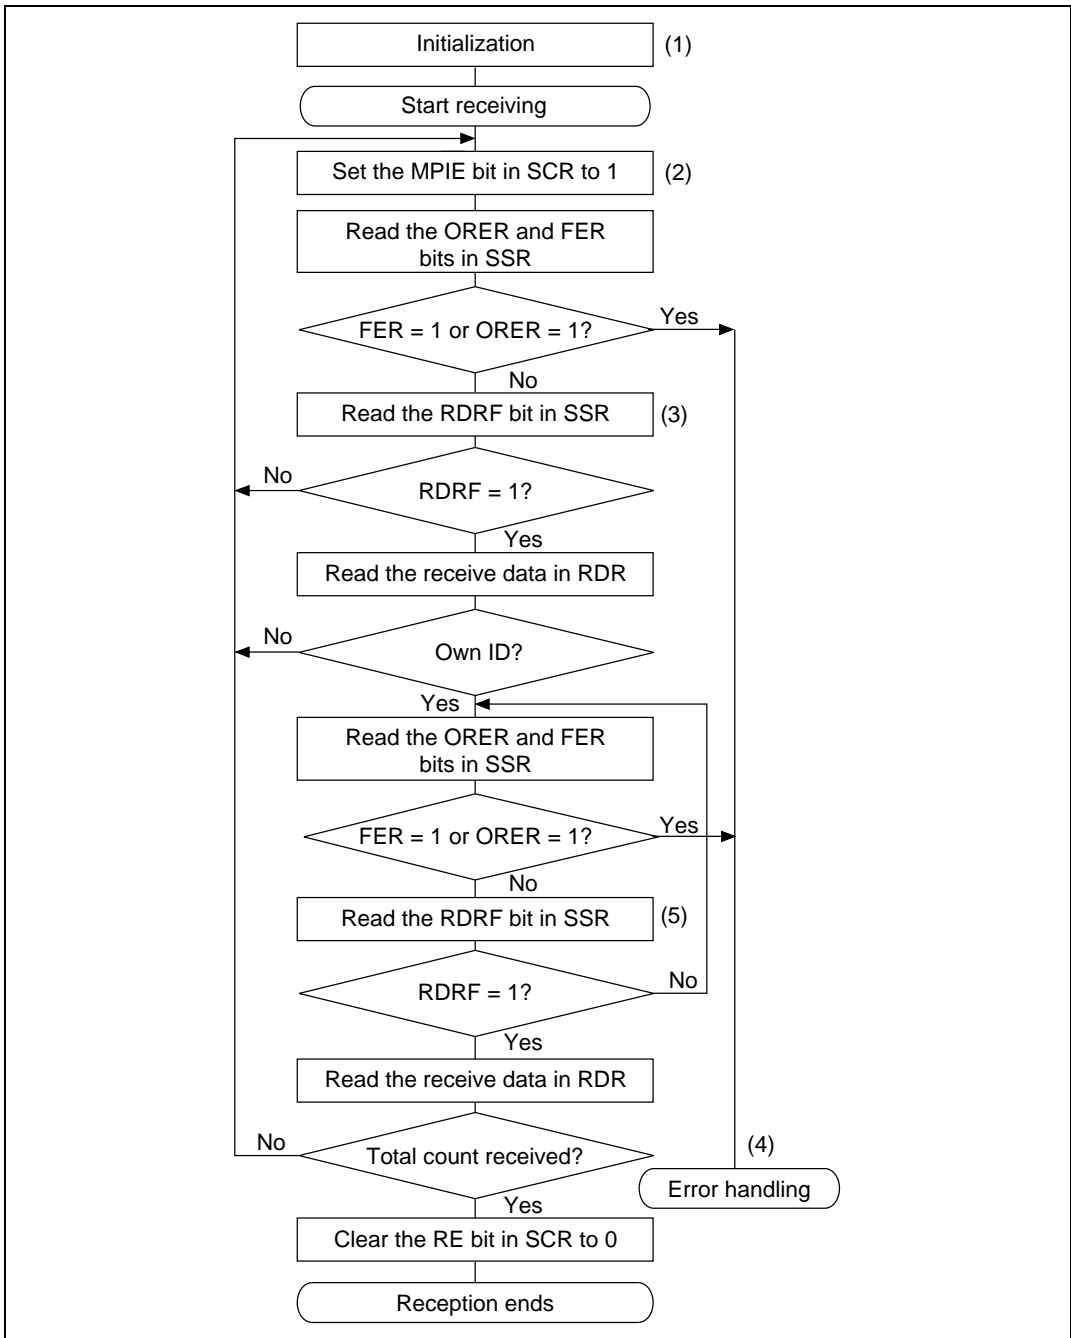 Initialization
(1)
Start receiving
Set the MPIE bit in SCR to 1
(2)
Read the ORER and FER
bits in SSR
FER = 1 or ORER = 1?
Yes
No
Read the RDRF bit in SSR
(3)
No
RDRF = 1?
Yes
Read the receive data in RDR
No
Own ID?
Yes
Read the ORER and FER
bits in SSR
FER = 1 or ORER = 1?
Yes
No
Read the RDRF bit in SSR
(5)
RDRF = 1?
No
Yes
Read the receive data in RDR
No
Total count received?
(4)
Error handling
Yes
Clear the RE bit in SCR to 0
Reception ends